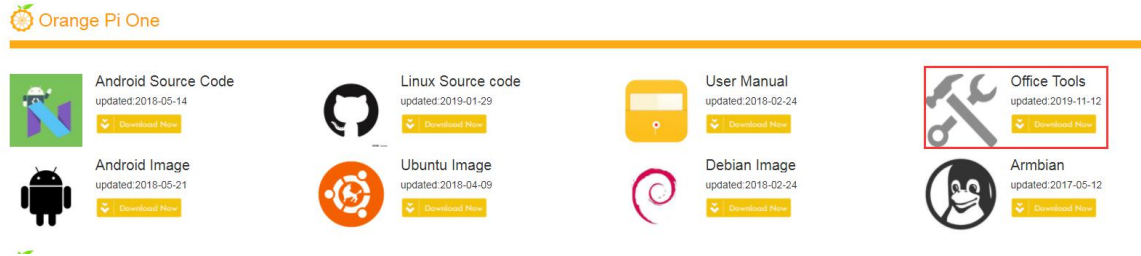 Orange Pi One
Android Source Code
updated:2018-05-14
Download Now
Linux Source code
updated:2019-01-29
Download Now
User Manual
updated:2018-02-24
Download Now
Office Tools
updated:2019-11-12
Download Now
Android Image
updated:2018-05-21
Download Now
Ubuntu Image
updated:2018-04-09
Download Now
Debian Image
updated:2018-02-24
Download Now
Armbian
updated:2017-05-12
Download Now